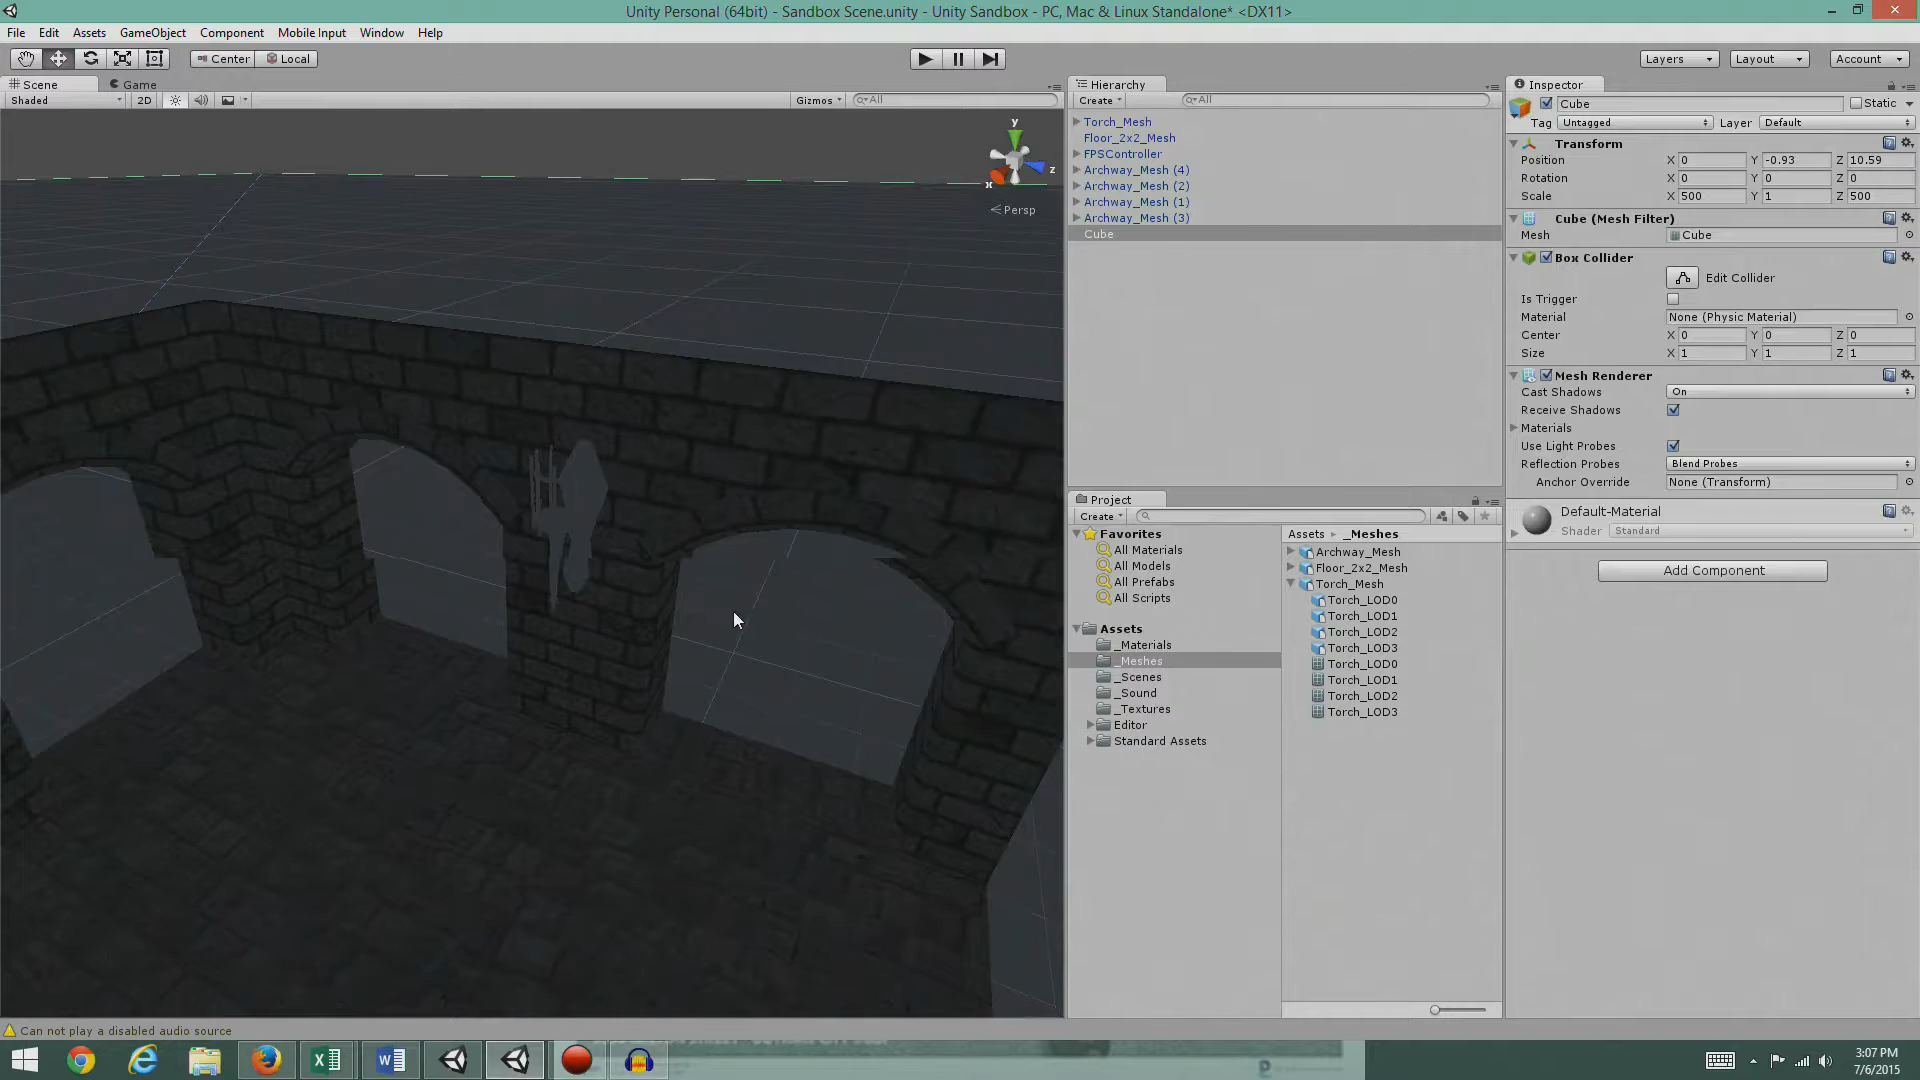 Unity Personal (64bit) - Sandbox Scene.unity - Unity Sandbox - PC, Mac & Linux Standalone* <DX11>
File Edit Assets GameObject Component Mobile Input Window Help
Center Local
Layers Layout Account
Scene Game
Shaded 2D Gizmos All
y
z
x
Persp
Hierarchy
Create All
Torch_Mesh
Floor_2x2_Mesh
FPSController
Archway_Mesh (4)
Archway_Mesh (2)
Archway_Mesh (1)
Archway_Mesh (3)
Cube
Project
Create
Favorites
All Materials
All Models
All Prefabs
All Scripts
Assets
_Materials
_Meshes
_Scenes
_Sound
_Textures
Editor
Standard Assets
Assets _Meshes
Archway_Mesh
Floor_2x2_Mesh
Torch_Mesh
Torch_LOD0
Torch_LOD1
Torch_LOD2
Torch_LOD3
Torch_LOD0
Torch_LOD1
Torch_LOD2
Torch_LOD3
Inspector
Cube Static
Tag Untagged Layer Default
Transform
Position X 0 Y -0.93 Z 10.59
Rotation X 0 Y 0 Z 0
Scale X 500 Y 1 Z 500
Cube (Mesh Filter)
Mesh Cube
Box Collider
Edit Collider
Is Trigger
Material None (Physic Material)
Center X 0 Y 0 Z 0
Size X 1 Y 1 Z 1
Mesh Renderer
Cast Shadows On
Receive Shadows
Materials
Use Light Probes
Reflection Probes Blend Probes
Anchor Override None (Transform)
Default-Material
Shader Standard
Add Component
Can not play a disabled audio source
3:07 PM
7/6/2015